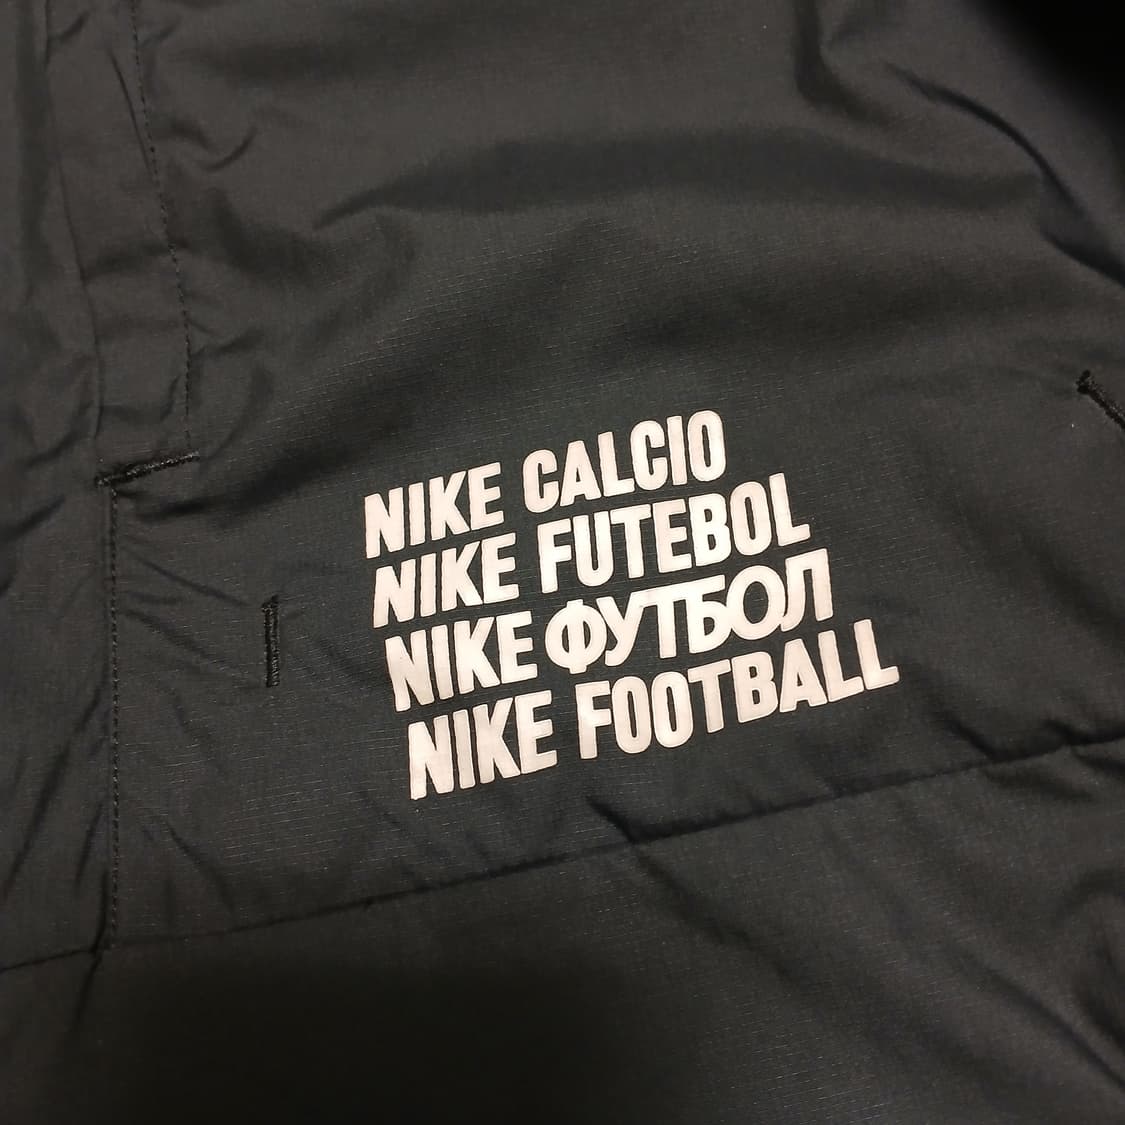 NIKE CALCIO
NIKE FUTEBOL
NIKE ФУТБОЛ
NIKE FOOTBALL